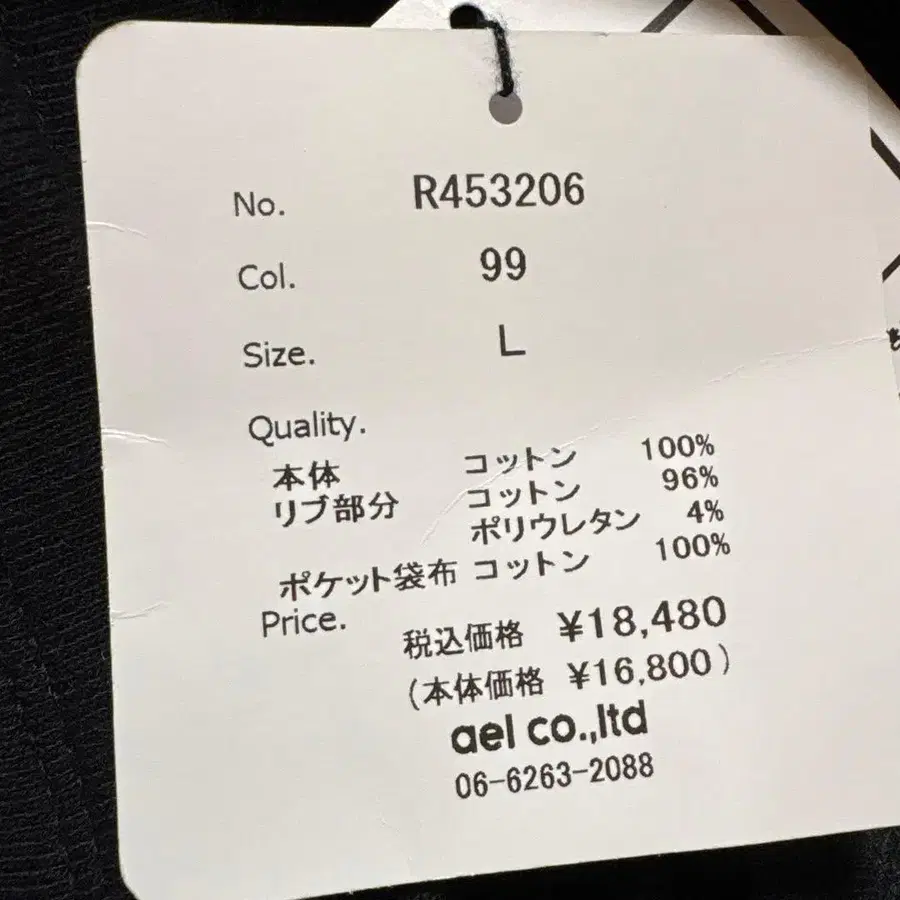 No. R453206
Col. 99
Size. L
Quality.
本体 コットン 100%
リブ部分 コットン 96%
ポリウレタン 4%
ポケット袋布 コットン 100%
Price.
税込価格 ¥18,480
(本体価格 ¥16,800)
ael co.,ltd
06-6263-2088